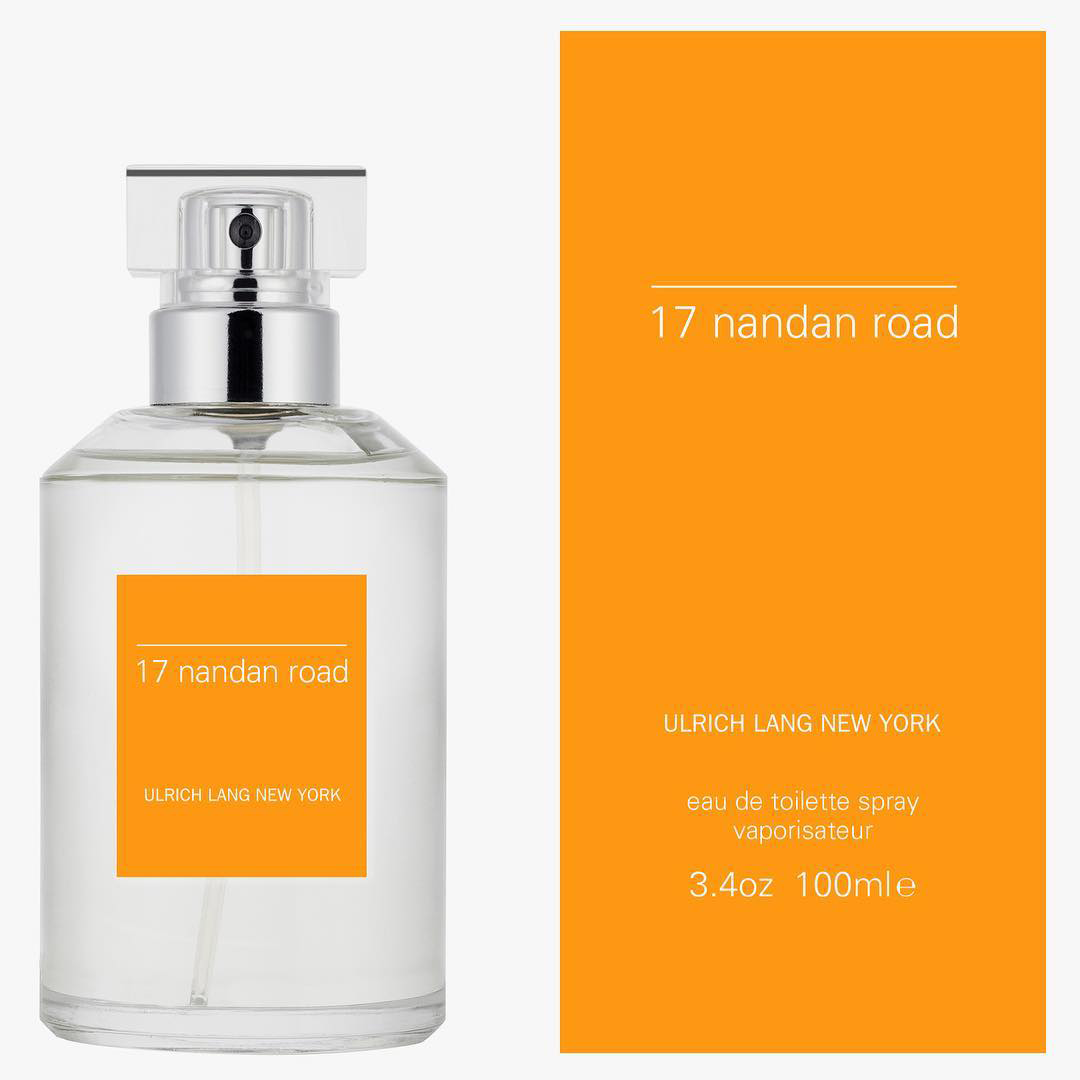 17 nandan road
ULRICH LANG NEW YORK
17 nandan road
ULRICH LANG NEW YORK
eau de toilette spray
vaporisateur
3.4oz 100ml℮